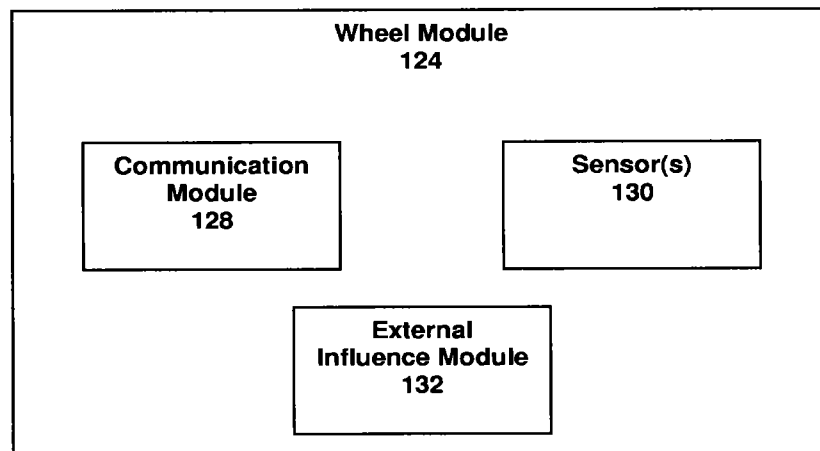 Wheel Module
124
Communication
Module
128
Sensor(s)
130
External
Influence Module
132